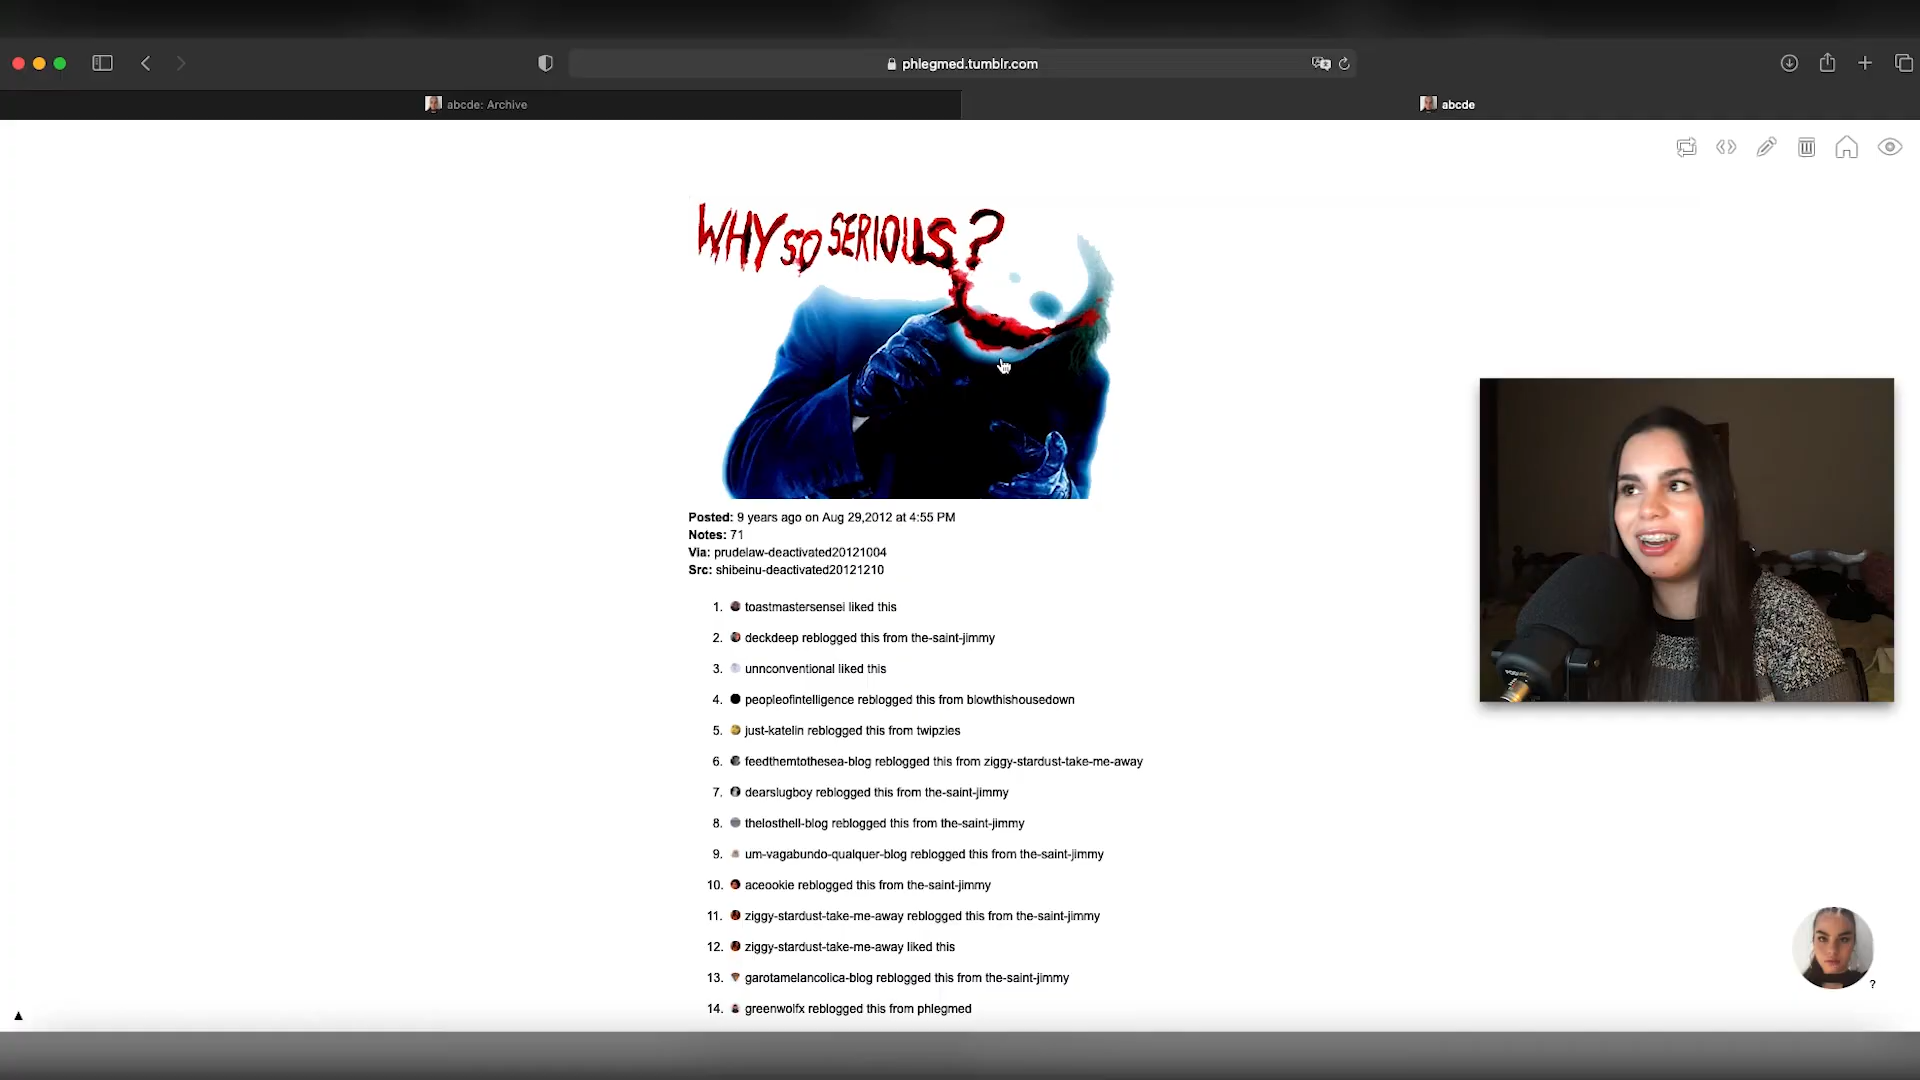 phlegmed.tumblr.com
abcde: Archive
abcde
WHY SO SERIOUS?
Posted: 9 years ago on Aug 29,2012 at 4:55 PM
Notes: 71
Via: prudelaw-deactivated20121004
Src: shibeinu-deactivated20121210
1. toastmastersensei liked this
2. deckdeep reblogged this from the-saint-jimmy
3. unnconventional liked this
4. peopleofintelligence reblogged this from blowthishousedown
5. just-katelin reblogged this from twipzies
6. feedthemtothesea-blog reblogged this from ziggy-stardust-take-me-away
7. dearslugboy reblogged this from the-saint-jimmy
8. thelosthell-blog reblogged this from the-saint-jimmy
9. um-vagabundo-qualquer-blog reblogged this from the-saint-jimmy
10. aceookie reblogged this from the-saint-jimmy
11. ziggy-stardust-take-me-away reblogged this from the-saint-jimmy
12. ziggy-stardust-take-me-away liked this
13. garotamelancolica-blog reblogged this from the-saint-jimmy
14. greenwolfx reblogged this from phlegmed
?